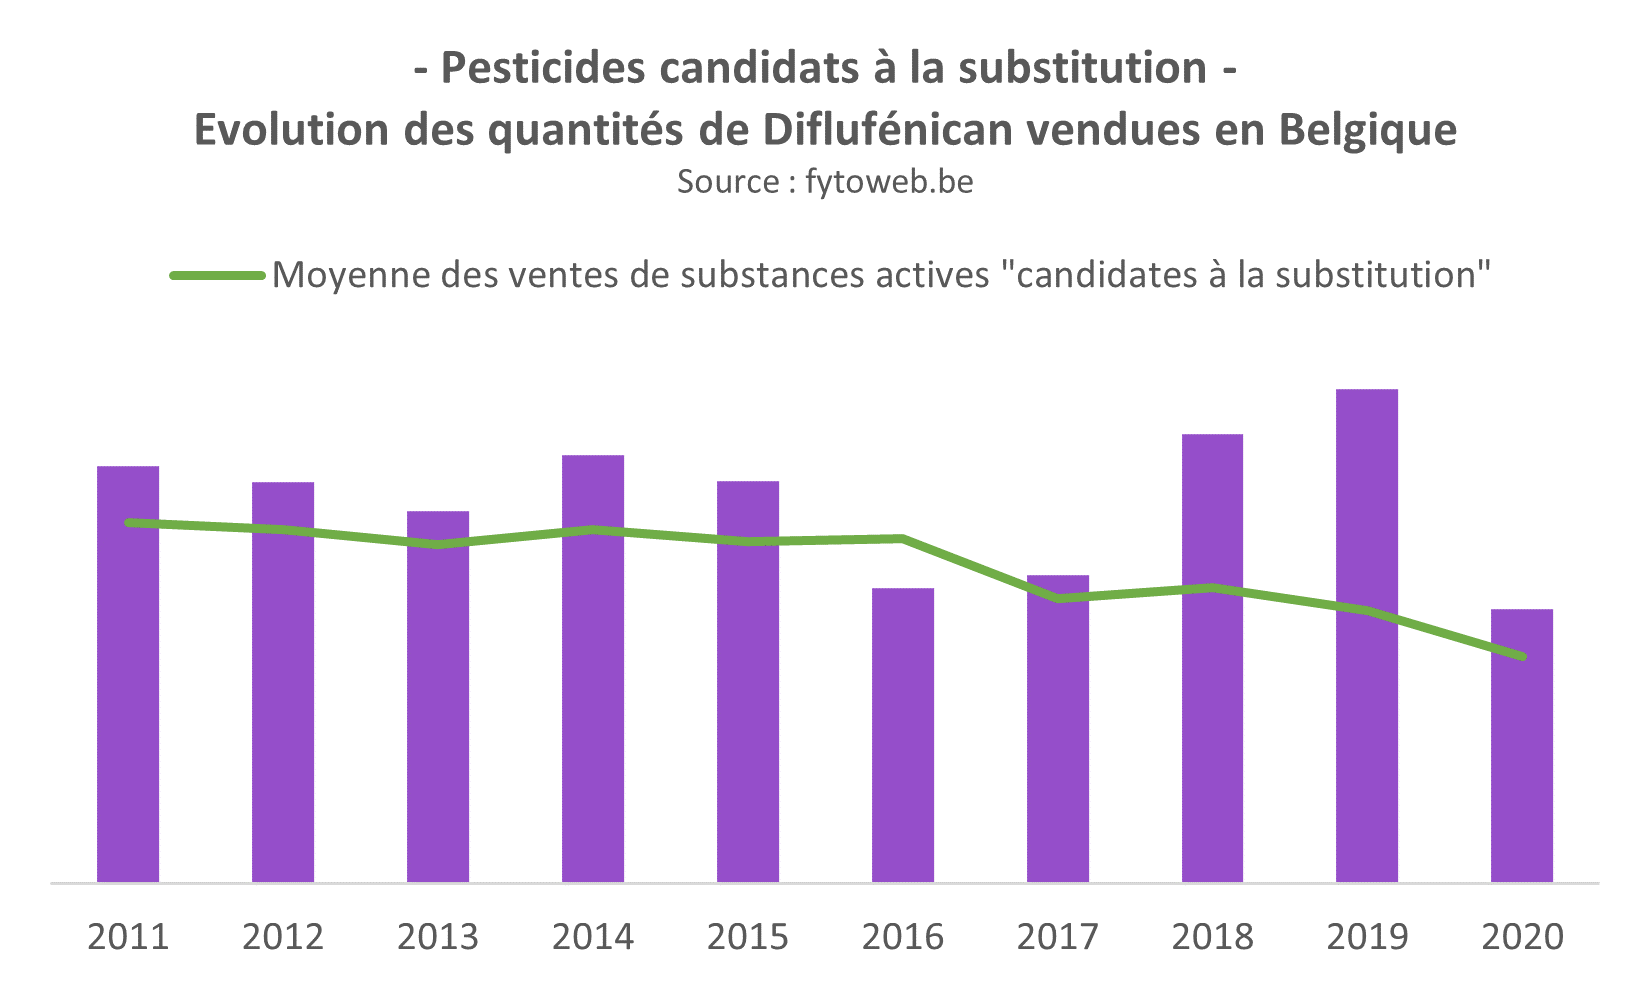 - Pesticides candidats à la substitution -
Evolution des quantités de Diflufénican vendues en Belgique
Source : fytoweb.be
Moyenne des ventes de substances actives "candidates à la substitution"
2011 2012 2013 2014 2015 2016 2017 2018 2019 2020